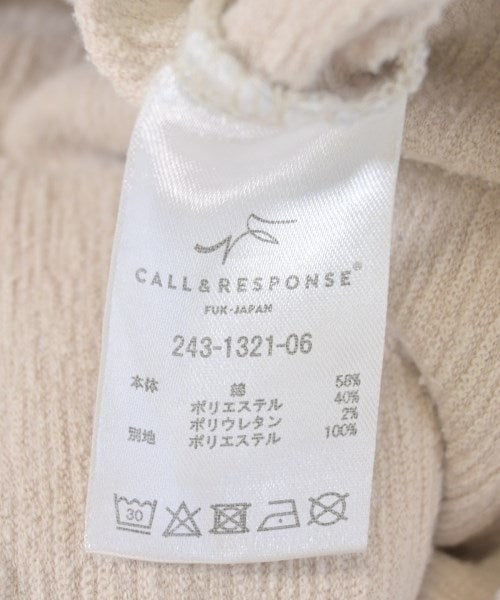 CALL&RESPONSE®
FUK-JAPAN
243-1321-06
本体 綿 58%
ポリエステル 40%
ポリウレタン 2%
別地 ポリエステル 100%
30